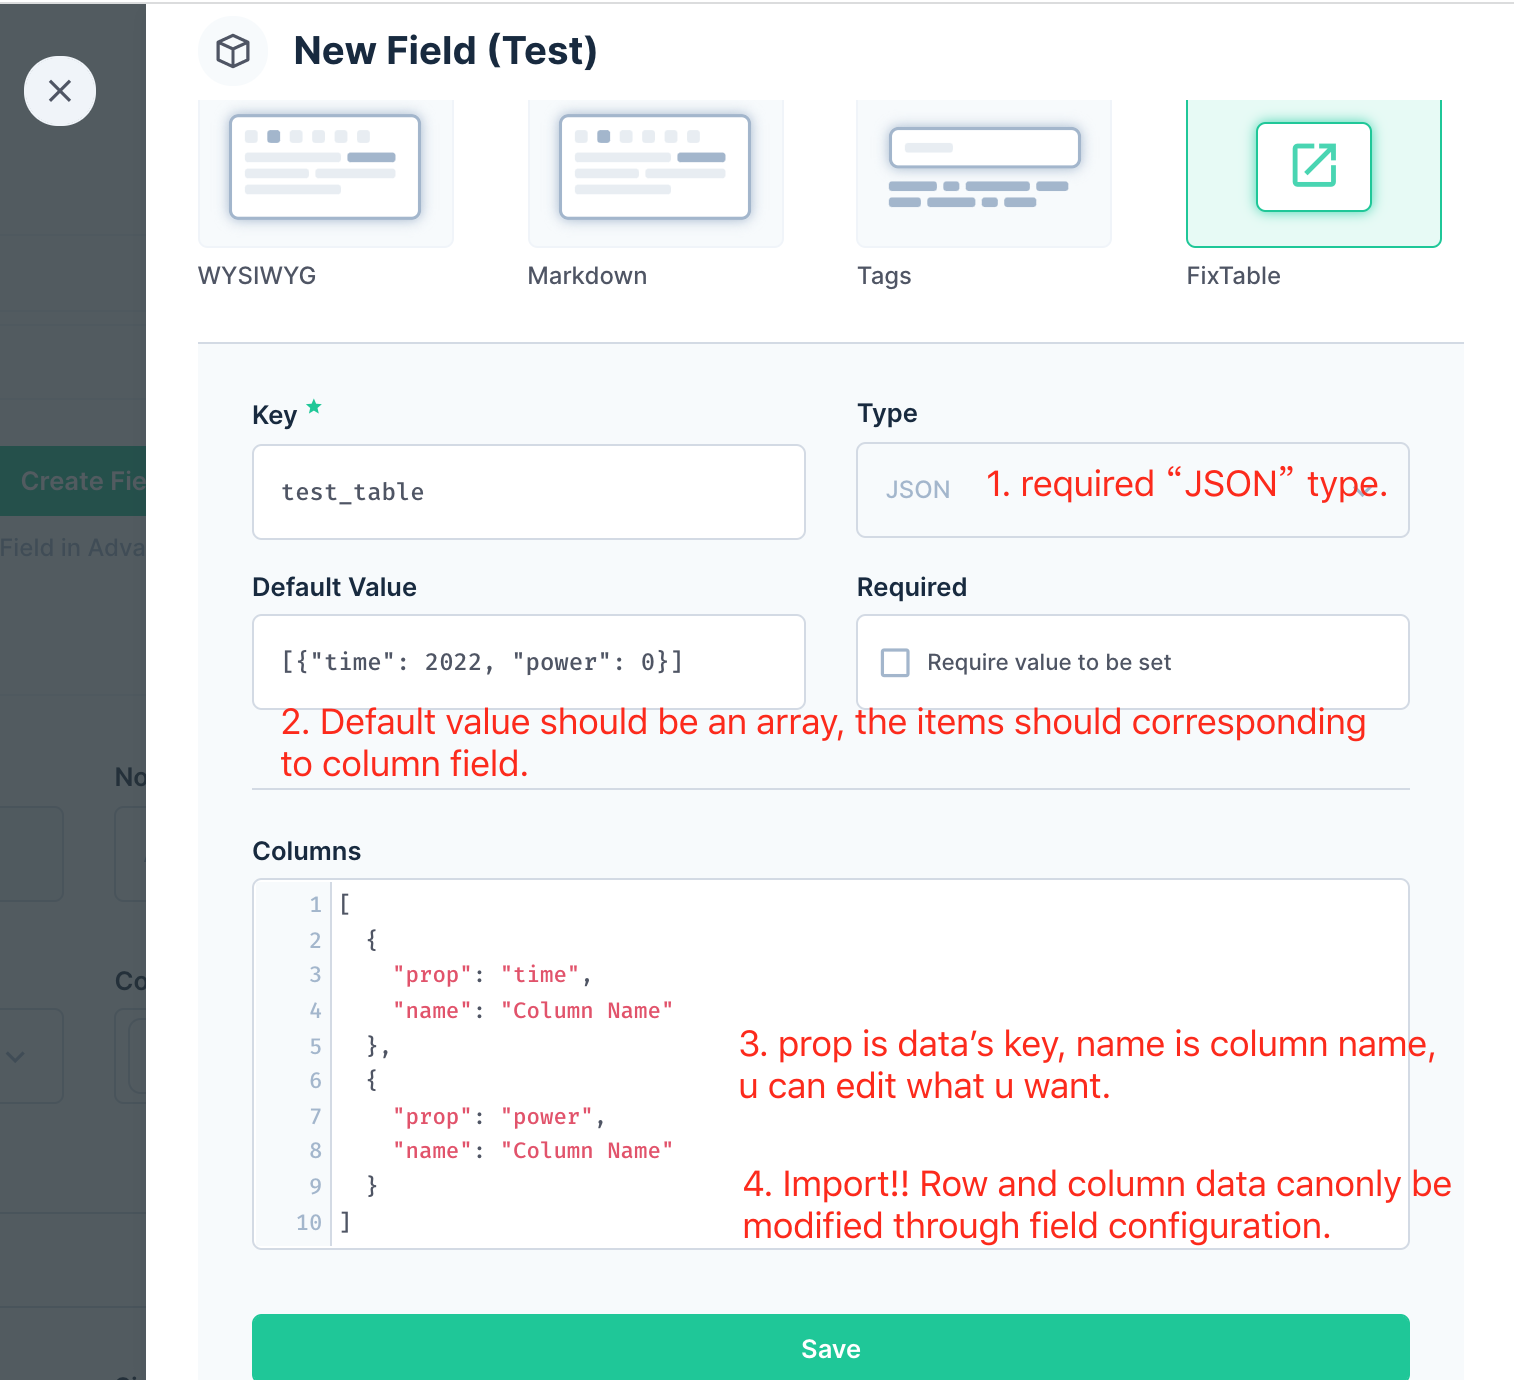 New Field (Test)
WYSIWYG
Markdown
Tags
FixTable
Create Fie
Field in Adva
No
Co
Key
Type
test_table
JSON
1. required “JSON” type.
Default Value
Required
[{"time": 2022, "power": 0}]
Require value to be set
2. Default value should be an array, the items should corresponding
to column field.
Columns
1 [
2 {
3 "prop": "time",
4 "name": "Column Name"
5 },
6 {
7 "prop": "power",
8 "name": "Column Name"
9 }
10 ]
3. prop is data’s key, name is column name,
u can edit what u want.
4. Import!! Row and column data canonly be
modified through field configuration.
Save